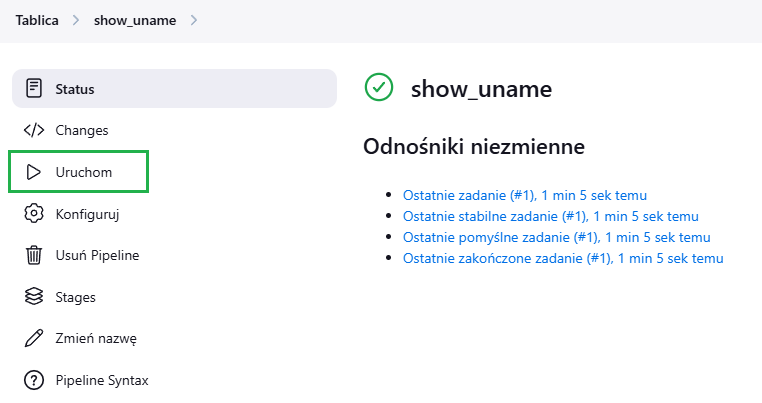 Tablica > show_uname >
Status
Changes
Uruchom
Konfiguruj
Usuń Pipeline
Stages
Zmień nazwę
Pipeline Syntax
show_uname
Odnośniki niezmienne
Ostatnie zadanie (#1), 1 min 5 sek temu
Ostatnie stabilne zadanie (#1), 1 min 5 sek temu
Ostatnie pomyślne zadanie (#1), 1 min 5 sek temu
Ostatnie zakończone zadanie (#1), 1 min 5 sek temu